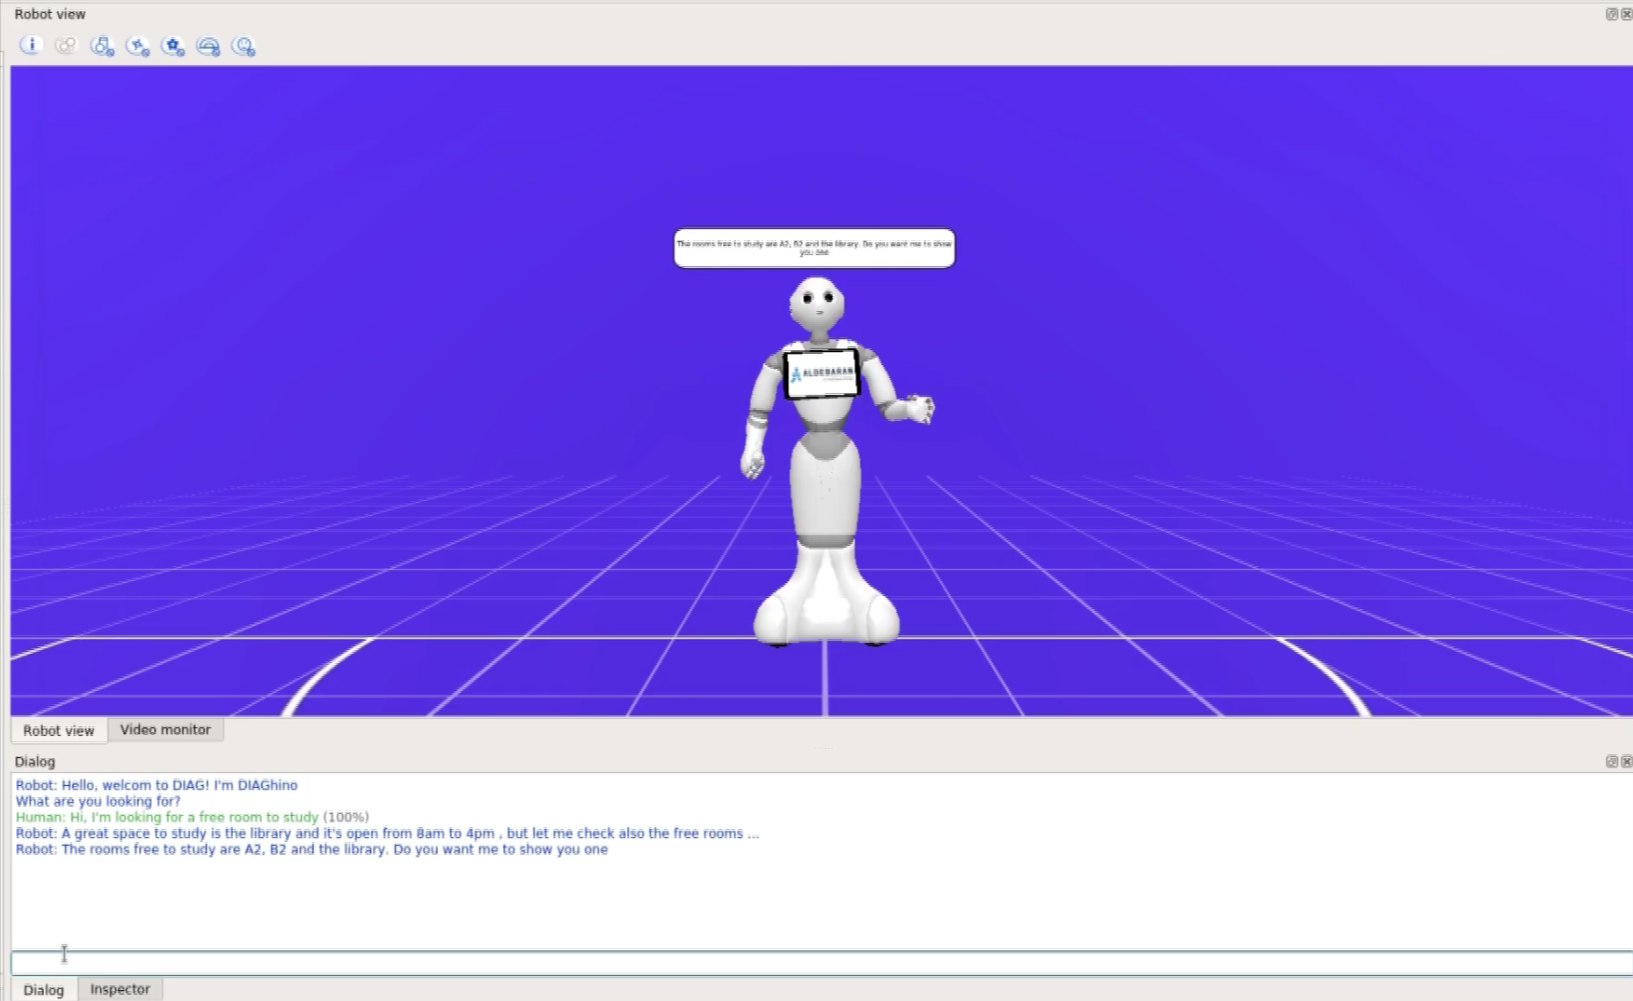 Robot view
The rooms free to study are A2, B2 and the library. Do you want me to show
you one
ALDEBARAN
Robot view
Video monitor
Dialog
Robot: Hello, welcom to DIAG! I'm DIAGhino
What are you looking for?
Human: Hi, I'm looking for a free room to study (100%)
Robot: A great space to study is the library and it's open from 8am to 4pm , but let me check also the free rooms ...
Robot: The rooms free to study are A2, B2 and the library. Do you want me to show you one
Dialog
Inspector